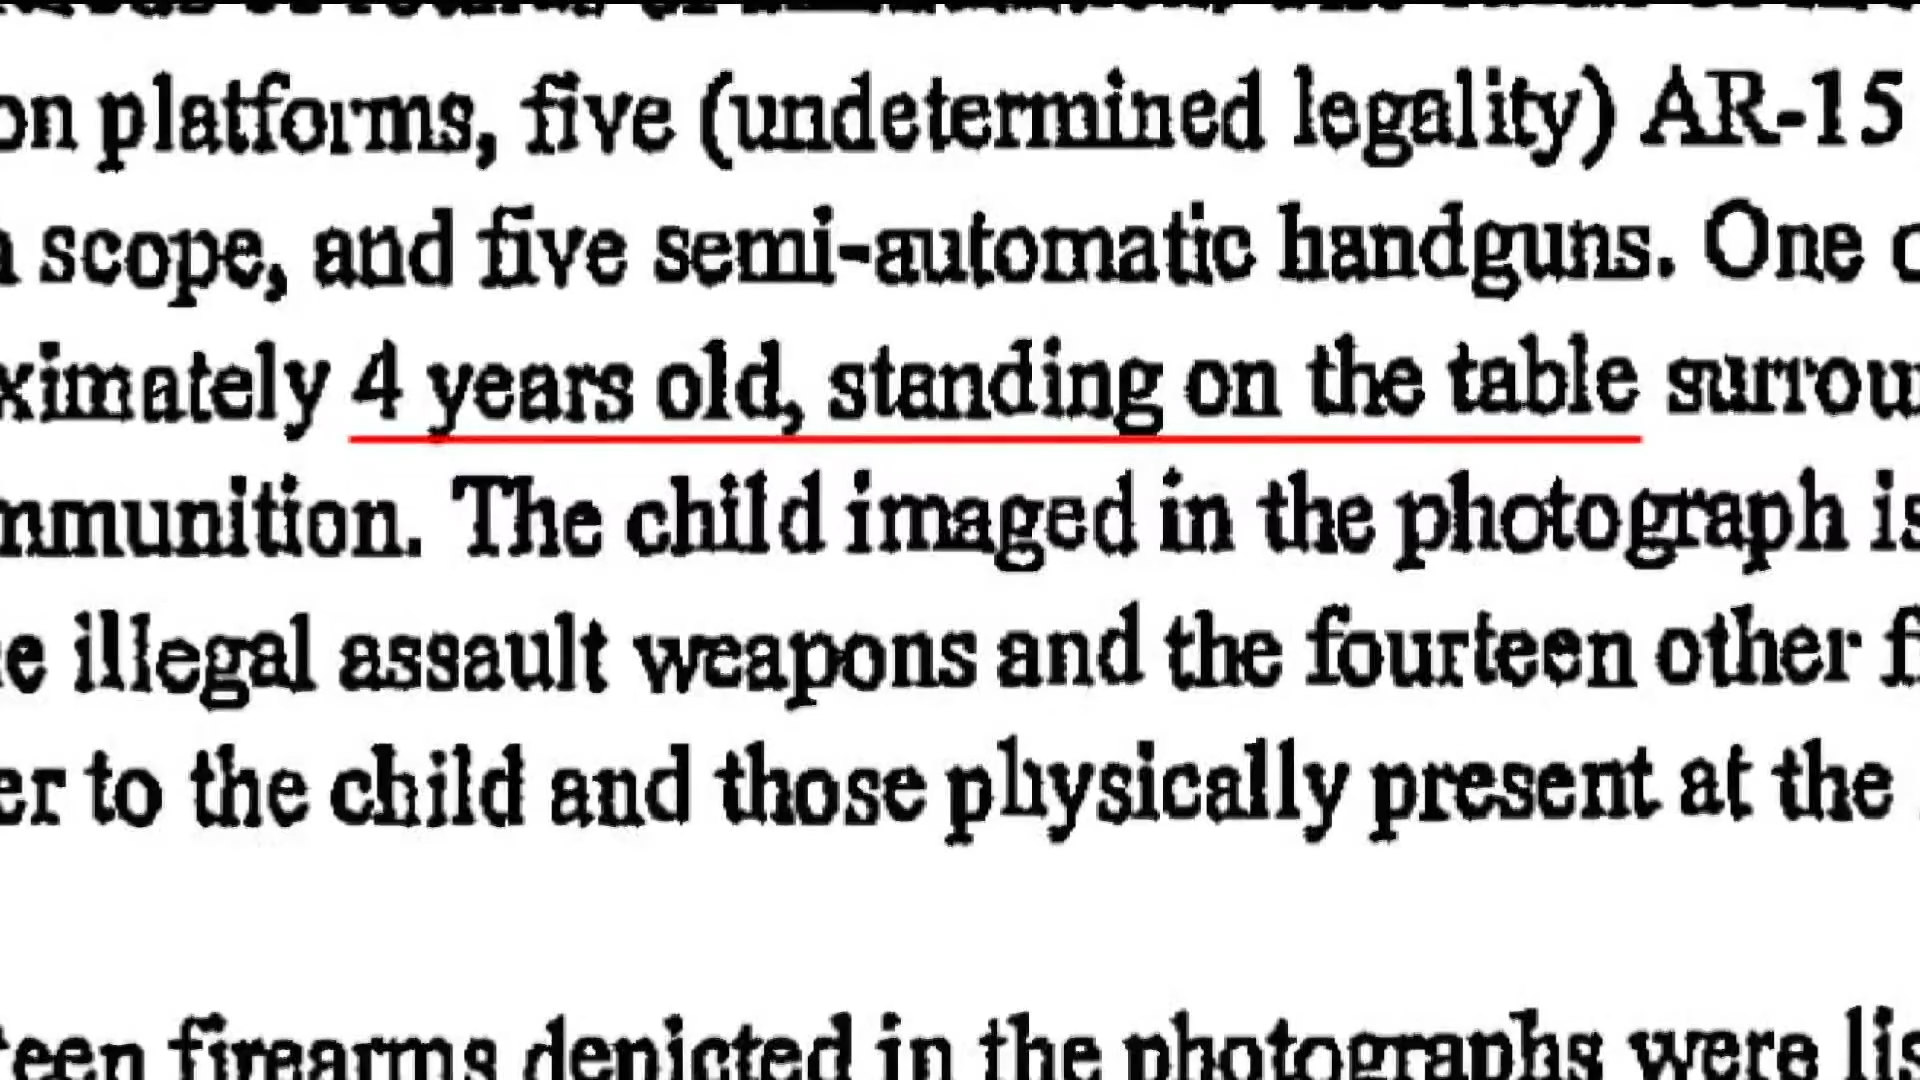 on platforms, five (undetermined legality) AR-15
scope, and five semi-automatic handguns. One
ximately 4 years old, standing on the table surrou
mmunition. The child imaged in the photograph is
e illegal assault weapons and the fourteen other fi
er to the child and those physically present at the
teen firearms depicted in the photographs were lis